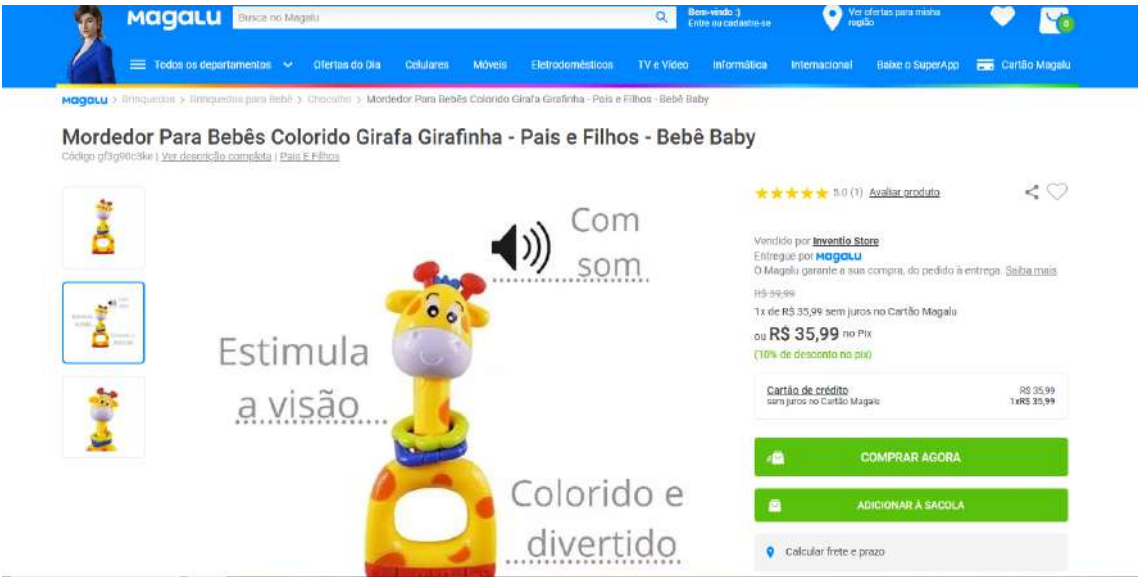 Magalu
Busca no Magalu
Bem-vindo :)
Entre ou cadastre-se
Ver ofertas para minha
região
0
Todos os departamentos
Ofertas do Dia
Celulares
Móveis
Eletrodomésticos
TV e Vídeo
Informática
Internacional
Baixe o SuperApp
Cartão Magalu
Magalu > Brinquedos > Brinquedos para Bebê > Chocalho > Mordedor Para Bebês Colorido Girafa Girafinha - Pais e Filhos - Bebê Baby
Mordedor Para Bebês Colorido Girafa Girafinha - Pais e Filhos - Bebê Baby
Código gf3g90c3ke | Ver descrição completa | Pais E Filhos
Com
som
Estimula
a visão
Colorido e
divertido
5.0 (1) Avaliar produto
Vendido por Inventio Store
Entregue por Magalu
O Magalu garante a sua compra, do pedido à entrega. Saiba mais
R$ 39,99
1x de R$ 35,99 sem juros no Cartão Magalu
ou R$ 35,99 no Pix
(10% de desconto no pix)
Cartão de crédito
R$ 35,99
sem juros no Cartão Magalu
1xR$ 35,99
COMPRAR AGORA
ADICIONAR À SACOLA
Calcular frete e prazo